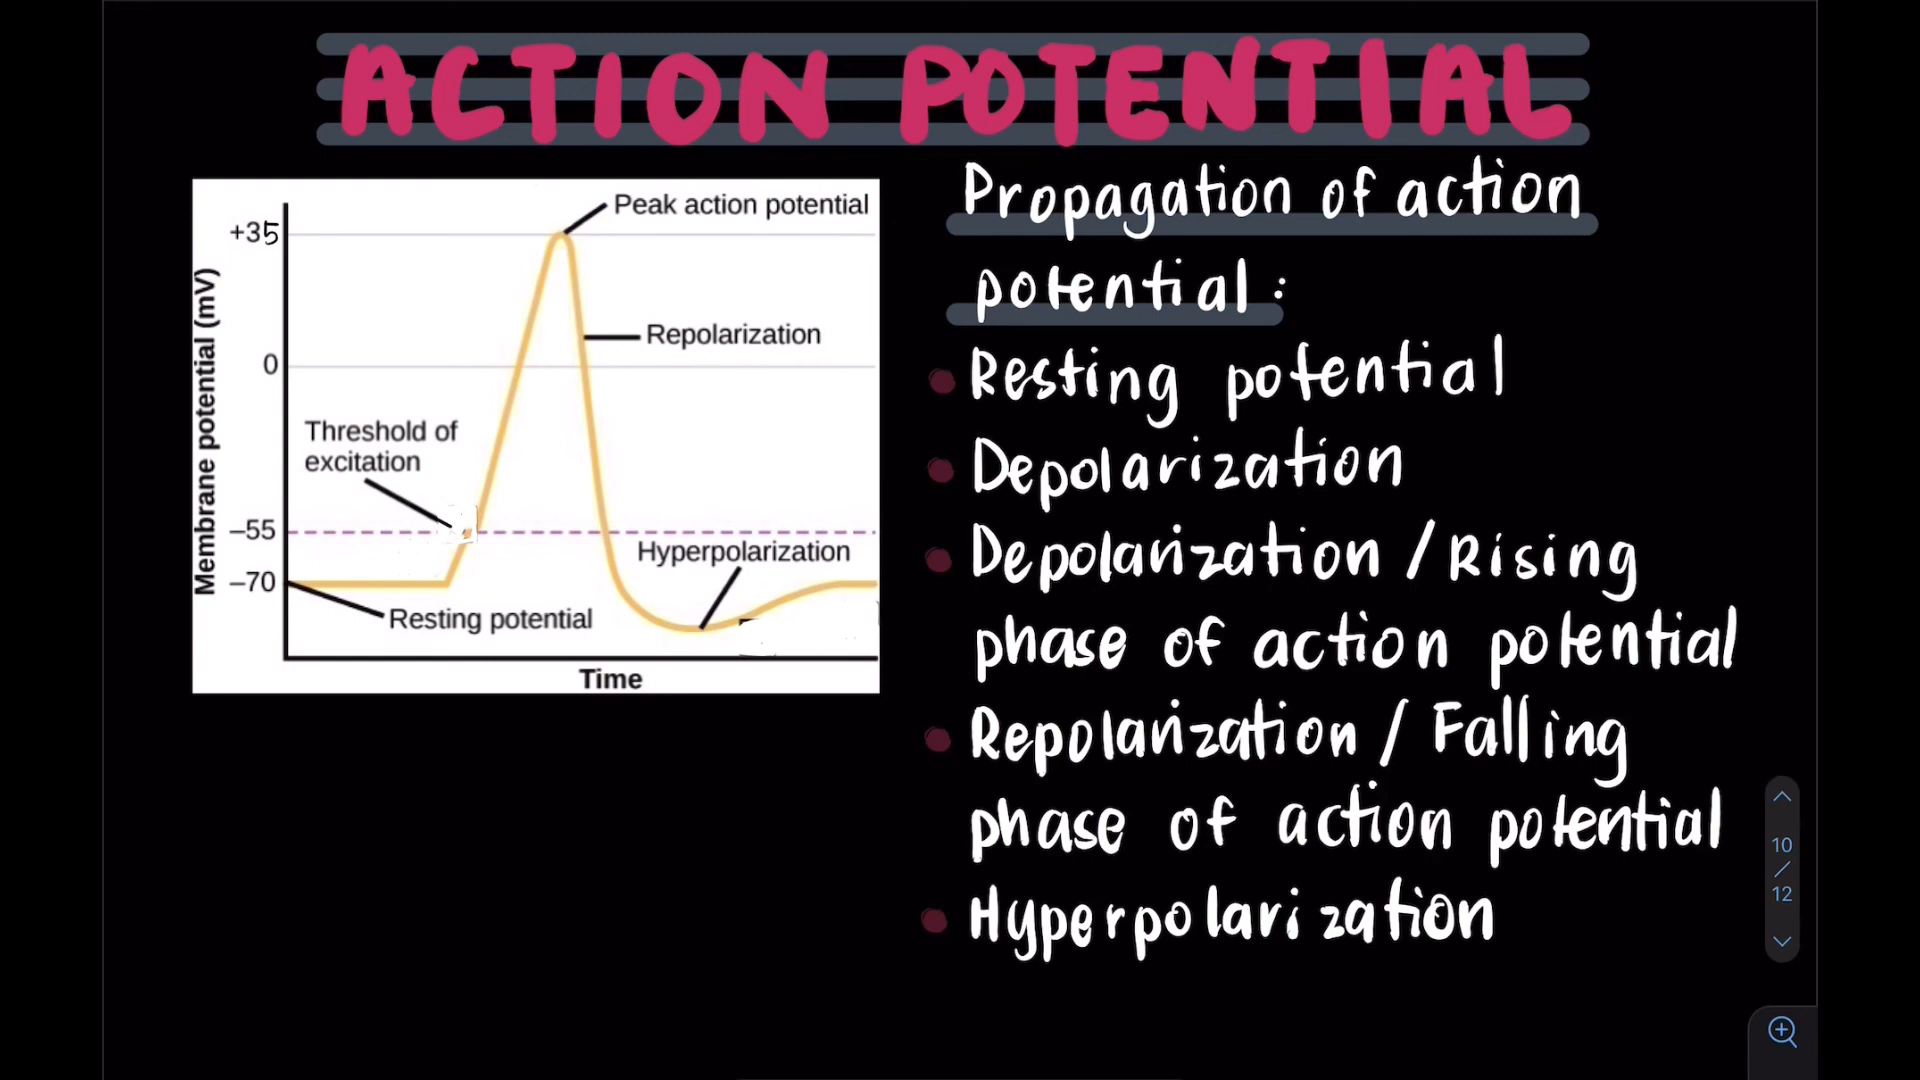 ACTION POTENTIAL
Peak action potential
+35
Repolarization
0
Threshold of
excitation
–55
Hyperpolarization
–70
Resting potential
Membrane potential (mV)
Time
Propagation of action
potential :
Resting potential
Depolarization
Depolarization / Rising
phase of action potential
Repolarization / Falling
phase of action potential
Hyperpolarization
10
/
12